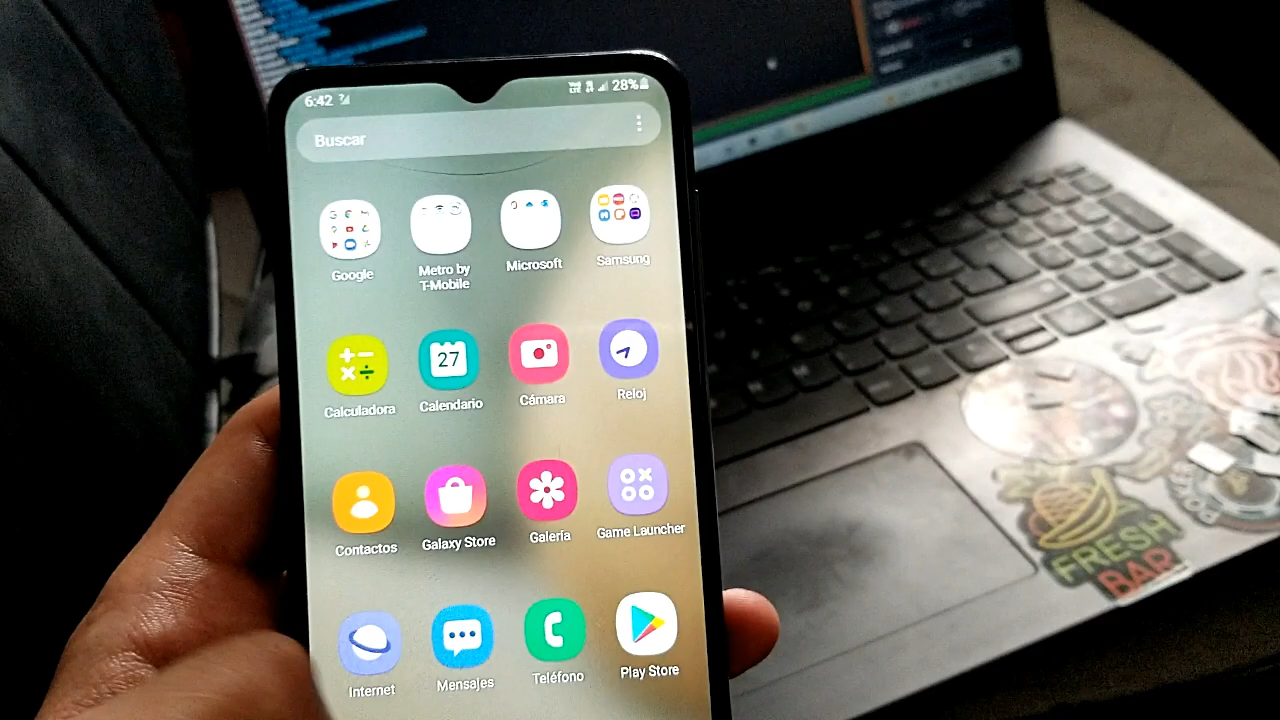 6:42
28%
Buscar
Google
Metro by
T-Mobile
Microsoft
Samsung
Calculadora
27
Calendario
Cámara
Reloj
Contactos
Galaxy Store
Galería
Game Launcher
Internet
Mensajes
Teléfono
Play Store
FRESH
BAR